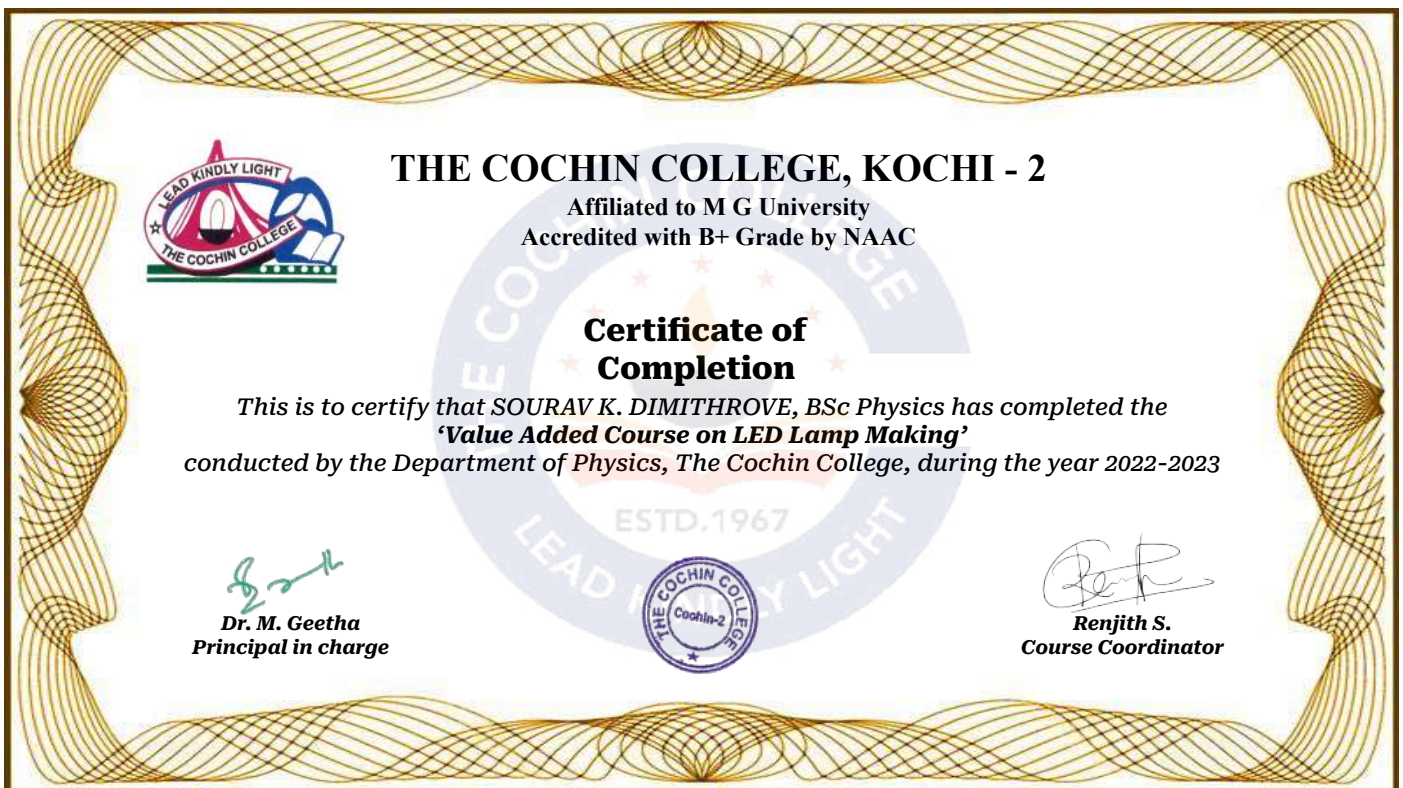 LEAD KINDLY LIGHT
THE COCHIN COLLEGE
THE COCHIN COLLEGE, KOCHI - 2
Affiliated to M G University
Accredited with B+ Grade by NAAC
THE COCHIN COLLEGE
Certificate of
Completion
This is to certify that SOURAV K. DIMITHROVE, BSc Physics has completed the
‘Value Added Course on LED Lamp Making’
conducted by the Department of Physics, The Cochin College, during the year 2022-2023
ESTD.1967
LEAD KINDLY LIGHT
Dr. M. Geetha
Principal in charge
THE COCHIN COLLEGE
Cochin-2
Renjith S.
Course Coordinator